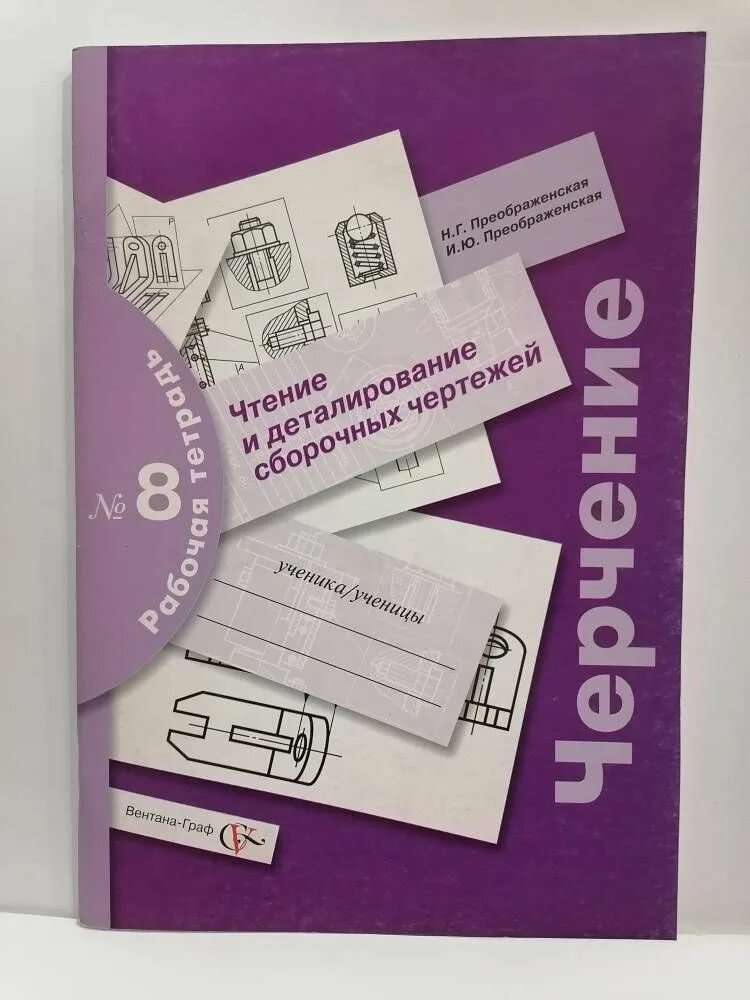 Н.Г. Преображенская
И.Ю. Преображенская
Чтение
и деталирование
сборочных чертежей
Черчение
Рабочая тетрадь
№ 8
ученика/ученицы
Вентана-Граф